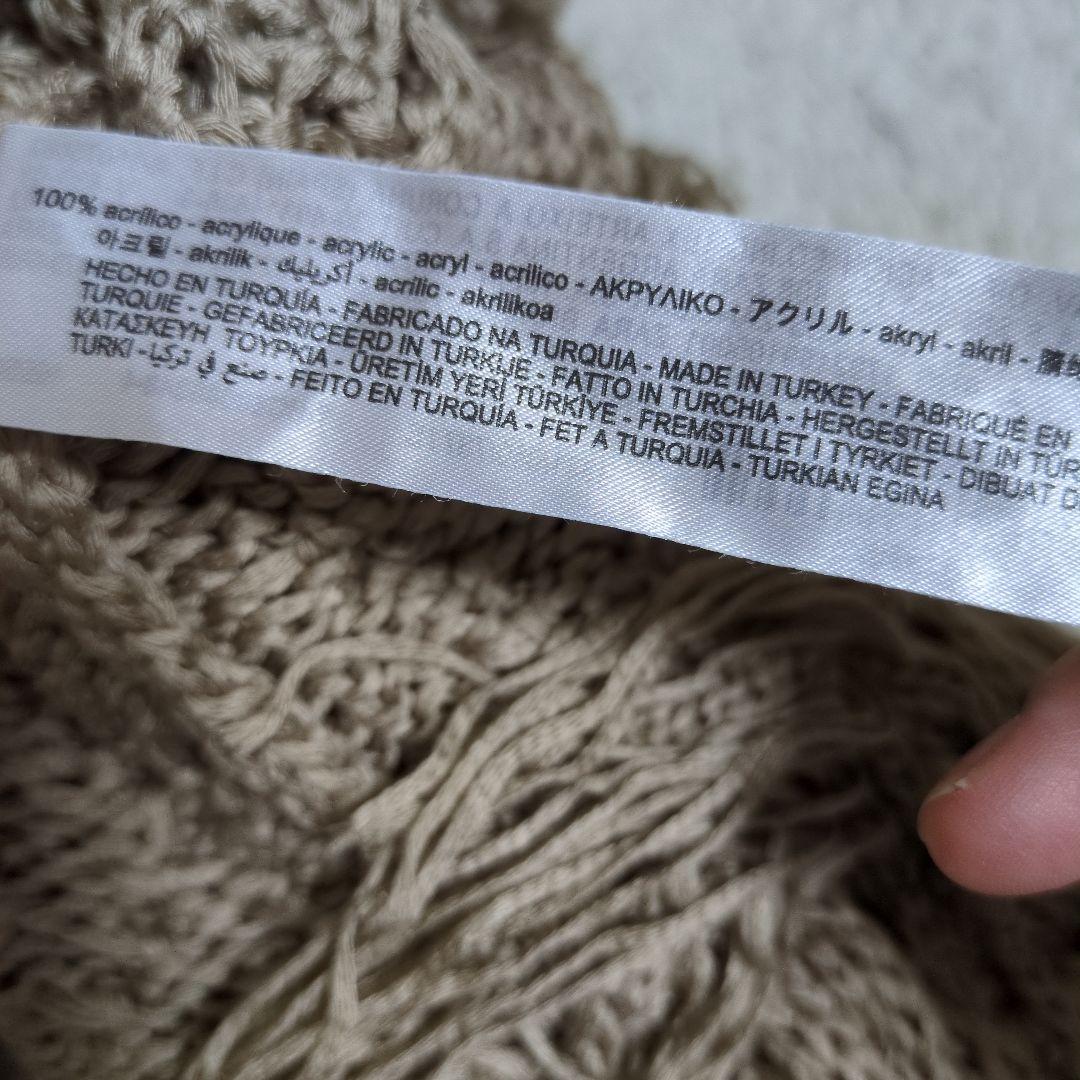 100% acrílico - acrylique - acrylic - acryl - acrilico - ΑΚΡΥΛΙΚΟ - アクリル - akryl - akril -
아크릴 - akrilik - أكريليك - acrílic - akrilikoa
HECHO EN TURQUÍA - FABRICADO NA TURQUIA - MADE IN TURKEY - FABRIQUÉ EN
TURQUIE - GEFABRICEERD IN TURKIJE - FATTO IN TURCHIA - HERGESTELLT IN
ΚΑΤΑΣΚΕΥΗ ΤΟΥΡΚΙΑ - ÜRETİM YERİ TÜRKİYE - FREMSTILLET I TYRKIET - DIBUAT
TURKI - صنع في تركيا - FEITO EN TURQUÍA - FET A TURQUIA - TURKIAN EGINA